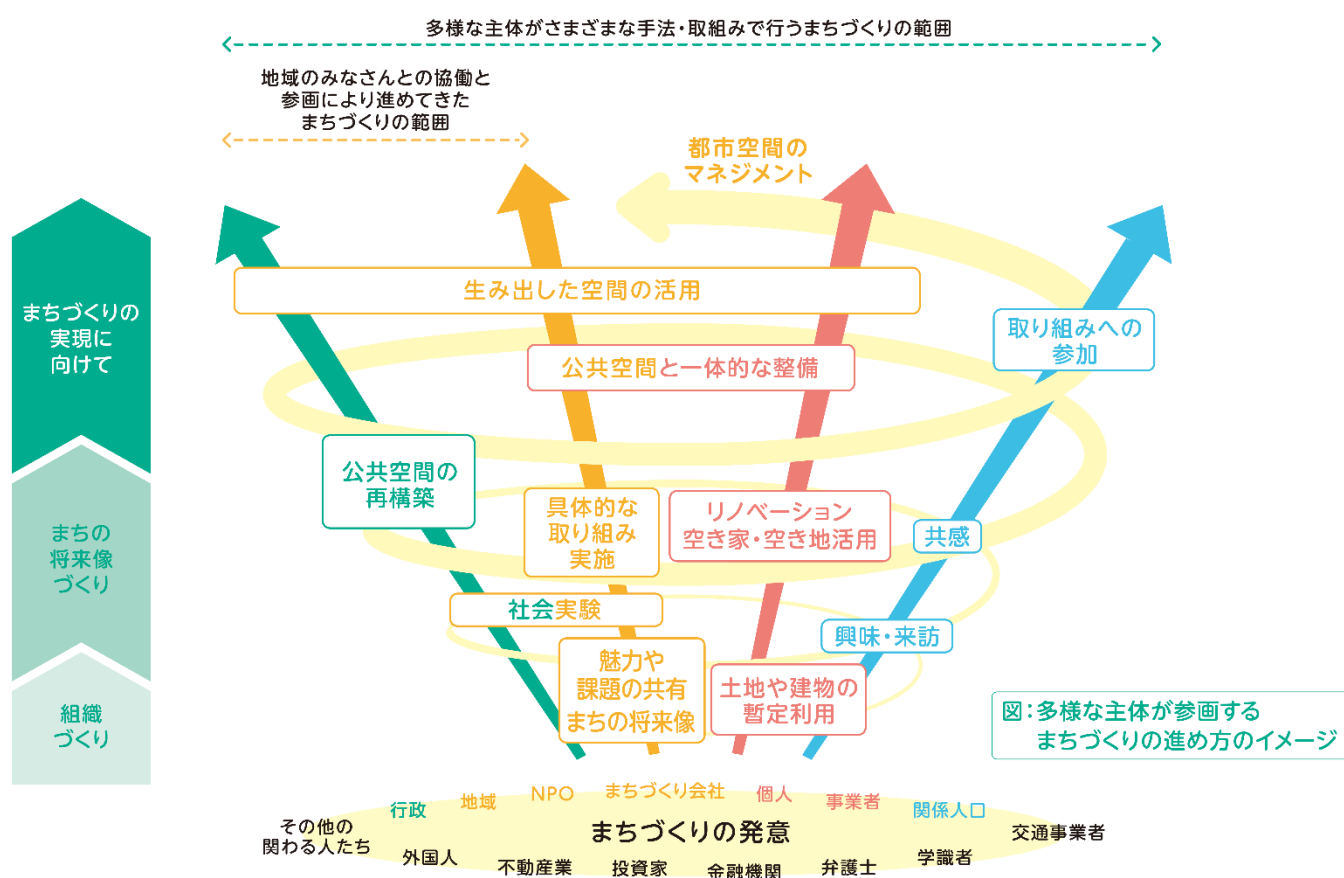 多様な主体がさまざまな手法・取組みで行うまちづくりの範囲
地域のみなさんとの協働と
参画により進めてきた
まちづくりの範囲
都市空間の
マネジメント
まちづくりの
実現に
向けて
まちの
将来像
づくり
組織
づくり
生み出した空間の活用
取り組みへの
参加
公共空間と一体的な整備
公共空間の
再構築
具体的な
取り組み
実施
リノベーション
空き家・空き地活用
共感
社会実験
興味・来訪
魅力や
課題の共有
まちの将来像
土地や建物の
暫定利用
図：多様な主体が参画する
まちづくりの進め方のイメージ
その他の
関わる人たち
行政
地域
NPO
まちづくり会社
個人
事業者
関係人口
交通事業者
まちづくりの発意
外国人
不動産業
投資家
金融機関
弁護士
学識者